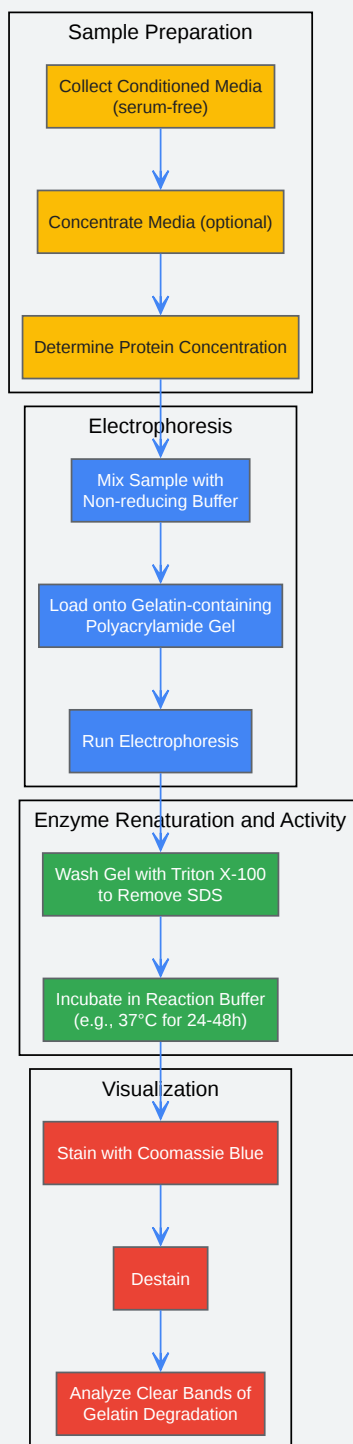 Sample Preparation
Collect Conditioned Media
(serum-free)
Concentrate Media (optional)
Determine Protein Concentration
Electrophoresis
Mix Sample with
Non-reducing Buffer
Load onto Gelatin-containing
Polyacrylamide Gel
Run Electrophoresis
Enzyme Renaturation and Activity
Wash Gel with Triton X-100
to Remove SDS
Incubate in Reaction Buffer
(e.g., 37°C for 24-48h)
Visualization
Stain with Coomassie Blue
Destain
Analyze Clear Bands of
Gelatin Degradation